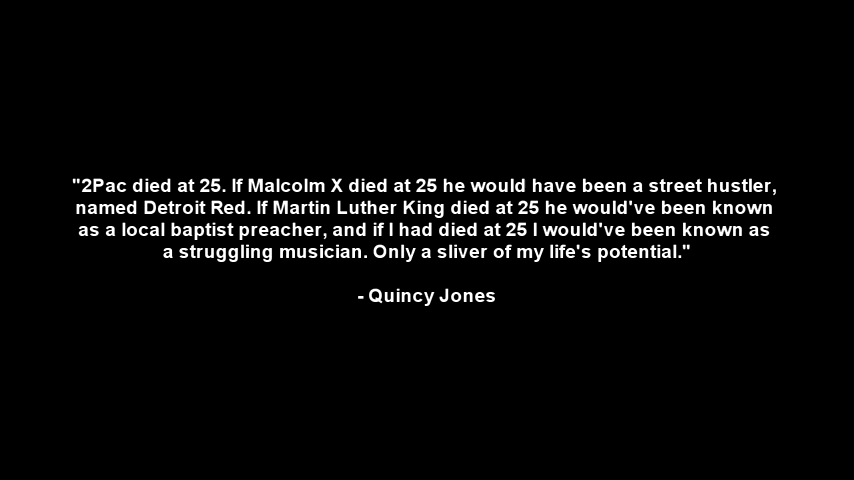 "2Pac died at 25. If Malcolm X died at 25 he would have been a street hustler,
named Detroit Red. If Martin Luther King died at 25 he would've been known
as a local baptist preacher, and if I had died at 25 I would've been known as
a struggling musician. Only a sliver of my life's potential."
- Quincy Jones